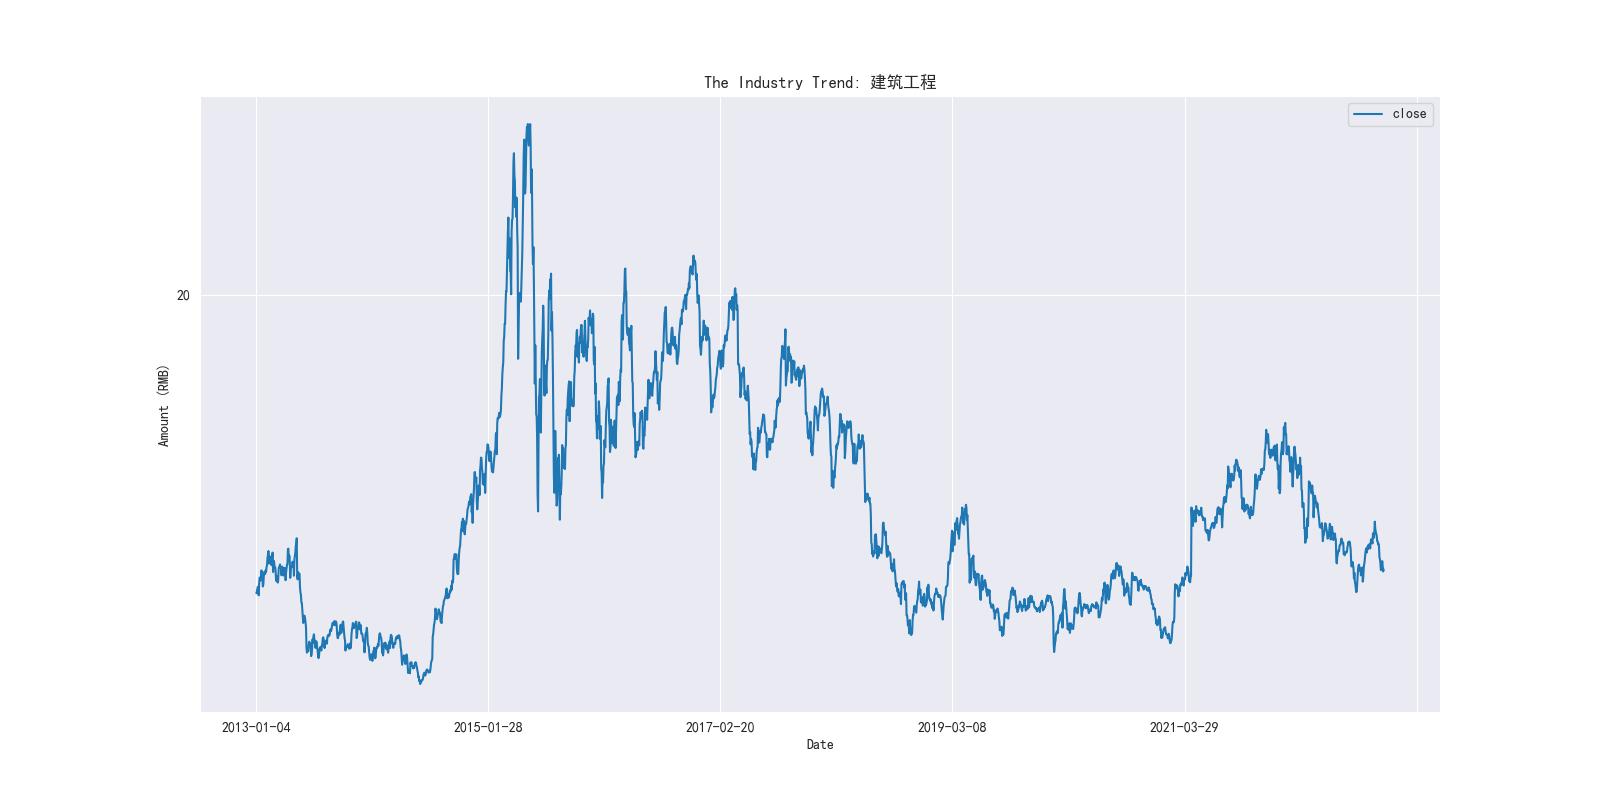 The Industry Trend: 建筑工程
close
20
Amount (RMB)
2013-01-04
2015-01-28
2017-02-20
2019-03-08
2021-03-29
Date